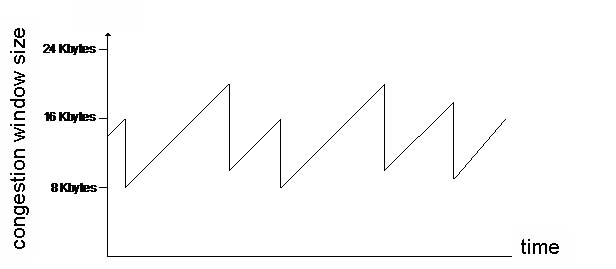 congestion window size
24 Kbytes
16 Kbytes
8 Kbytes
time